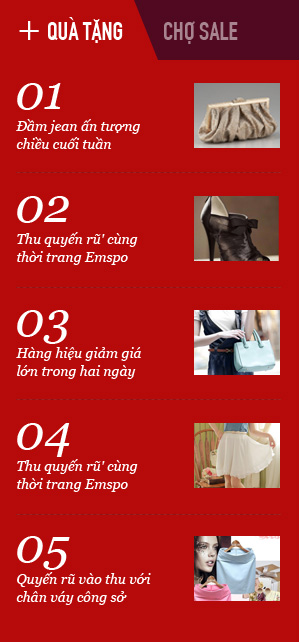 + QUÀ TẶNG CHỢ SALE
01
Đầm jean ấn tượng
chiều cuối tuần
02
Thu quyến rũ' cùng
thời trang Emspo
03
Hàng hiệu giảm giá
lớn trong hai ngày
04
Thu quyến rũ' cùng
thời trang Emspo
05
Quyến rũ vào thu với
chân váy công sở